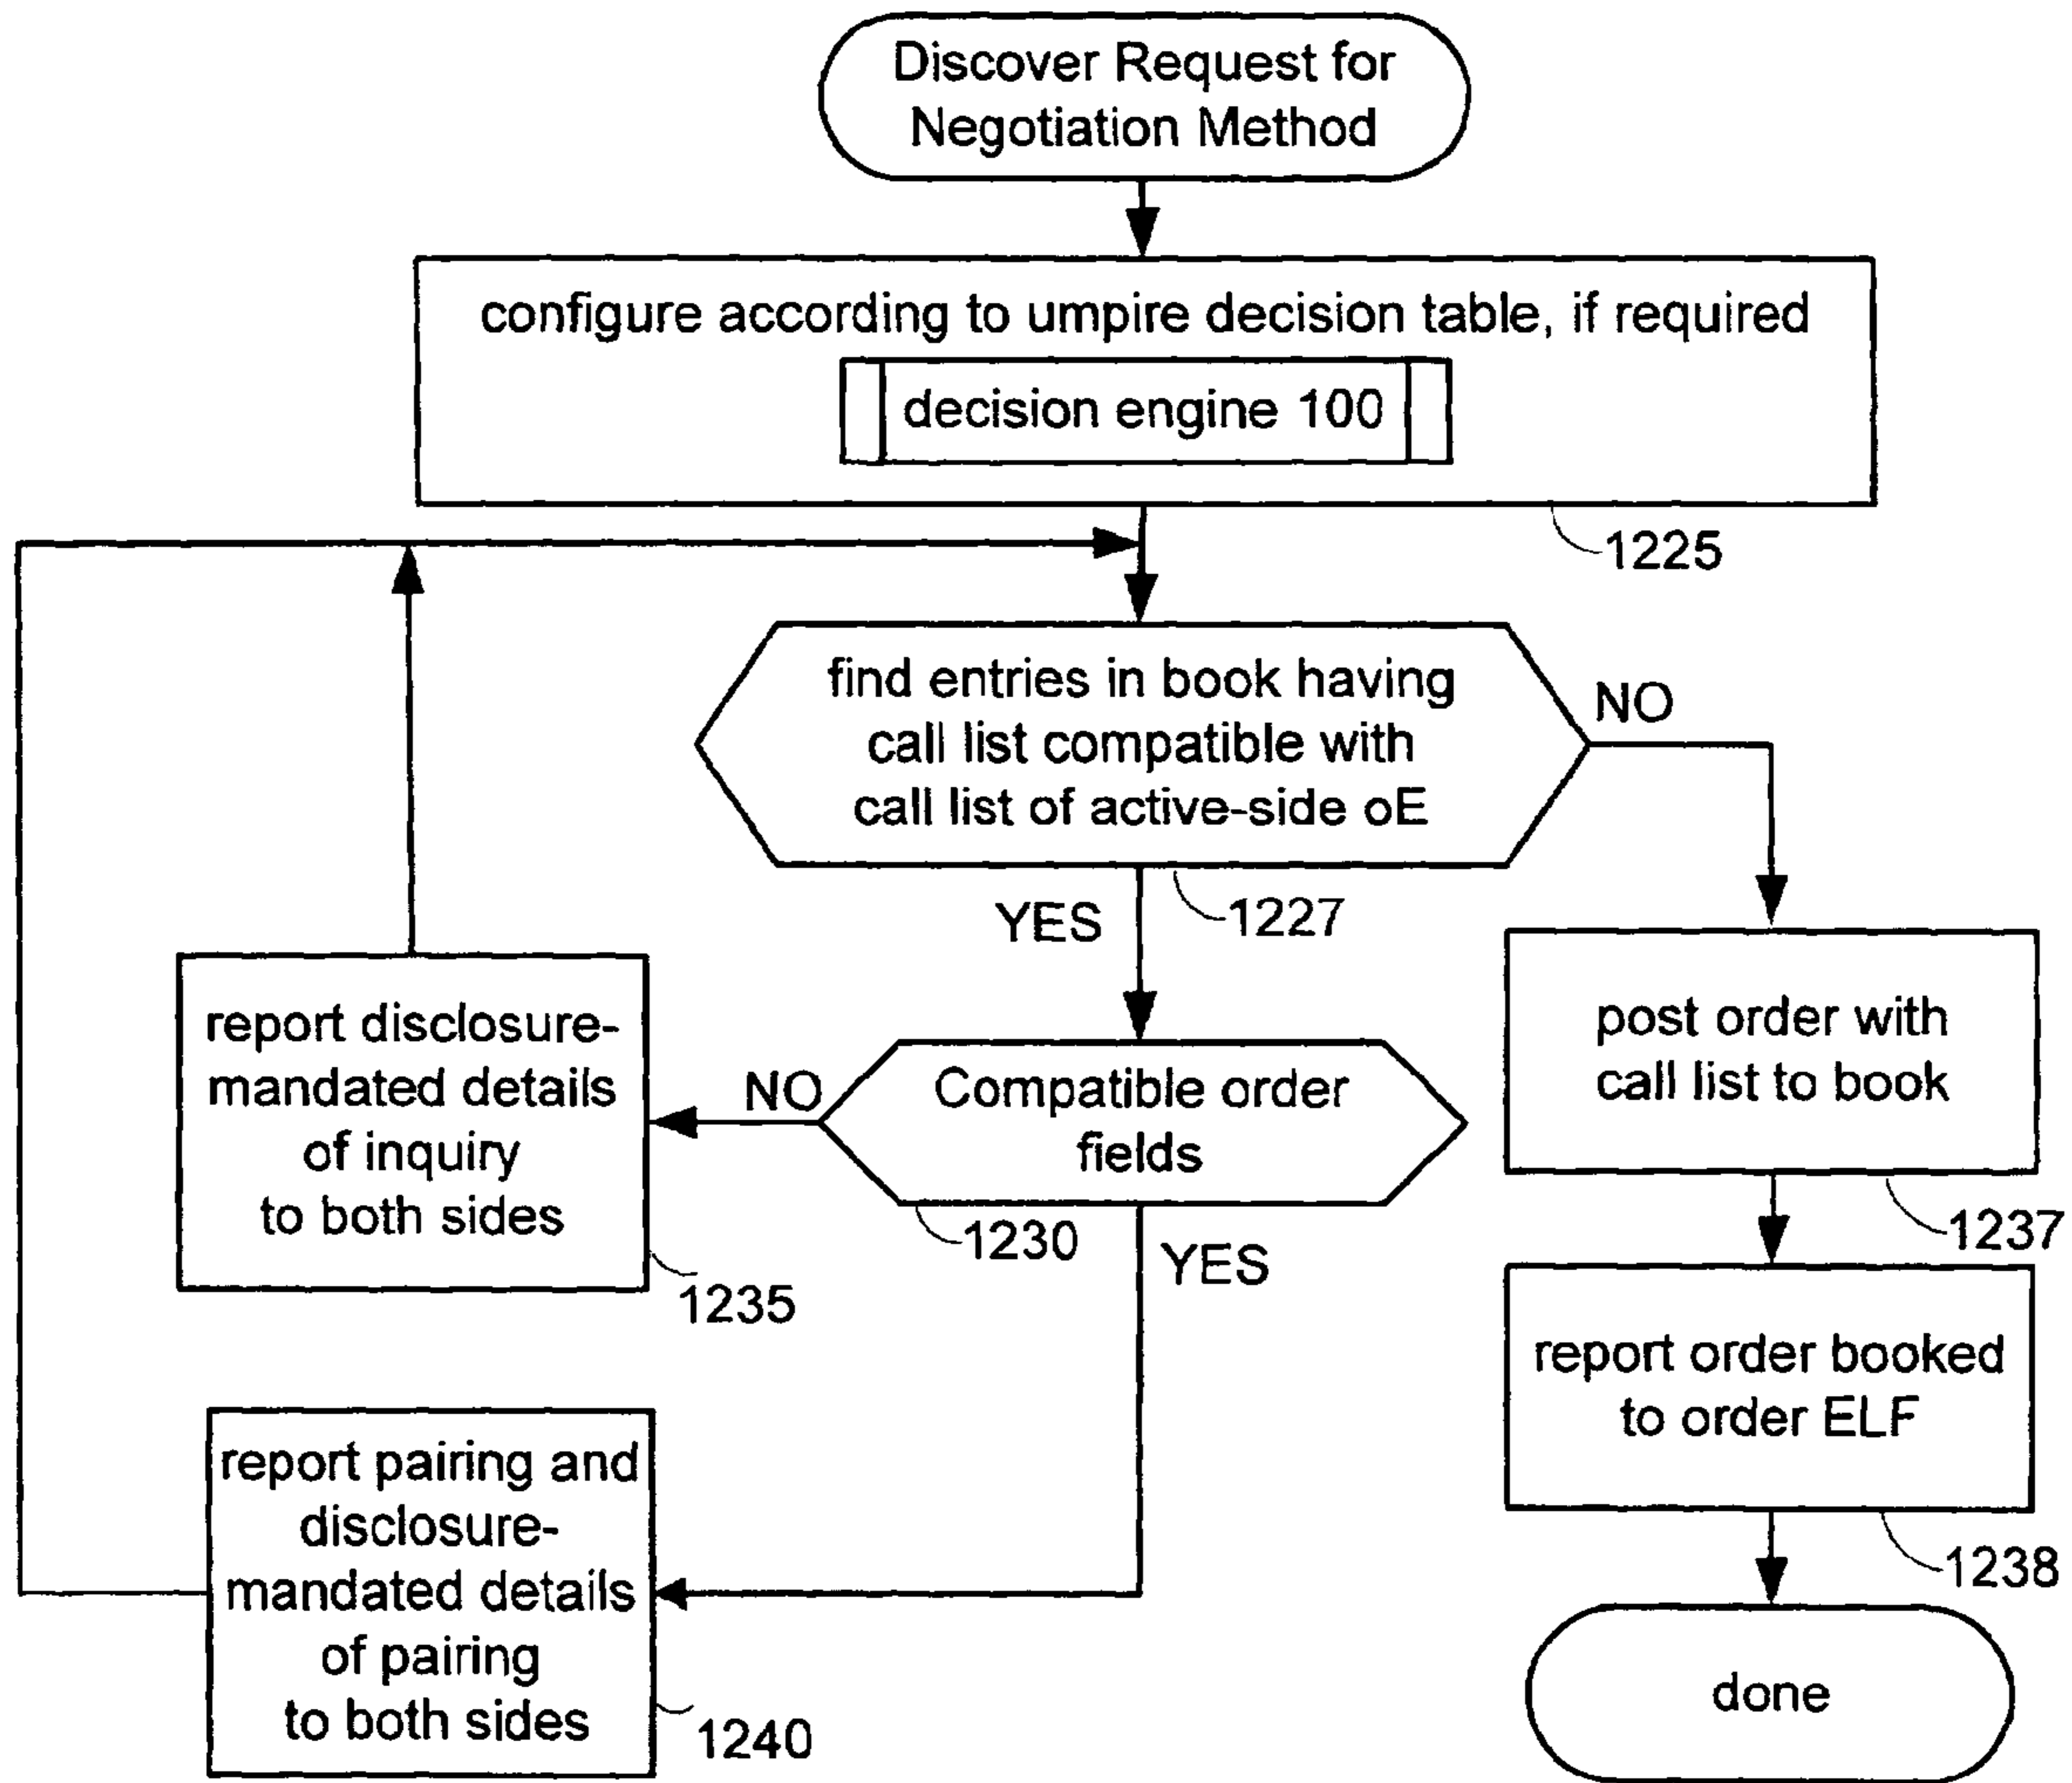 Discover Request for
Negotiation Method
configure according to umpire decision table, if required
decision engine 100
1225
find entries in book having
call list compatible with
call list of active-side oE
NO
YES
1227
report disclosure-
mandated details
of inquiry
to both sides
1235
NO
Compatible order
fields
1230
YES
post order with
call list to book
1237
report order booked
to order ELF
1238
report pairing and
disclosure-
mandated details
of pairing
to both sides
1240
done